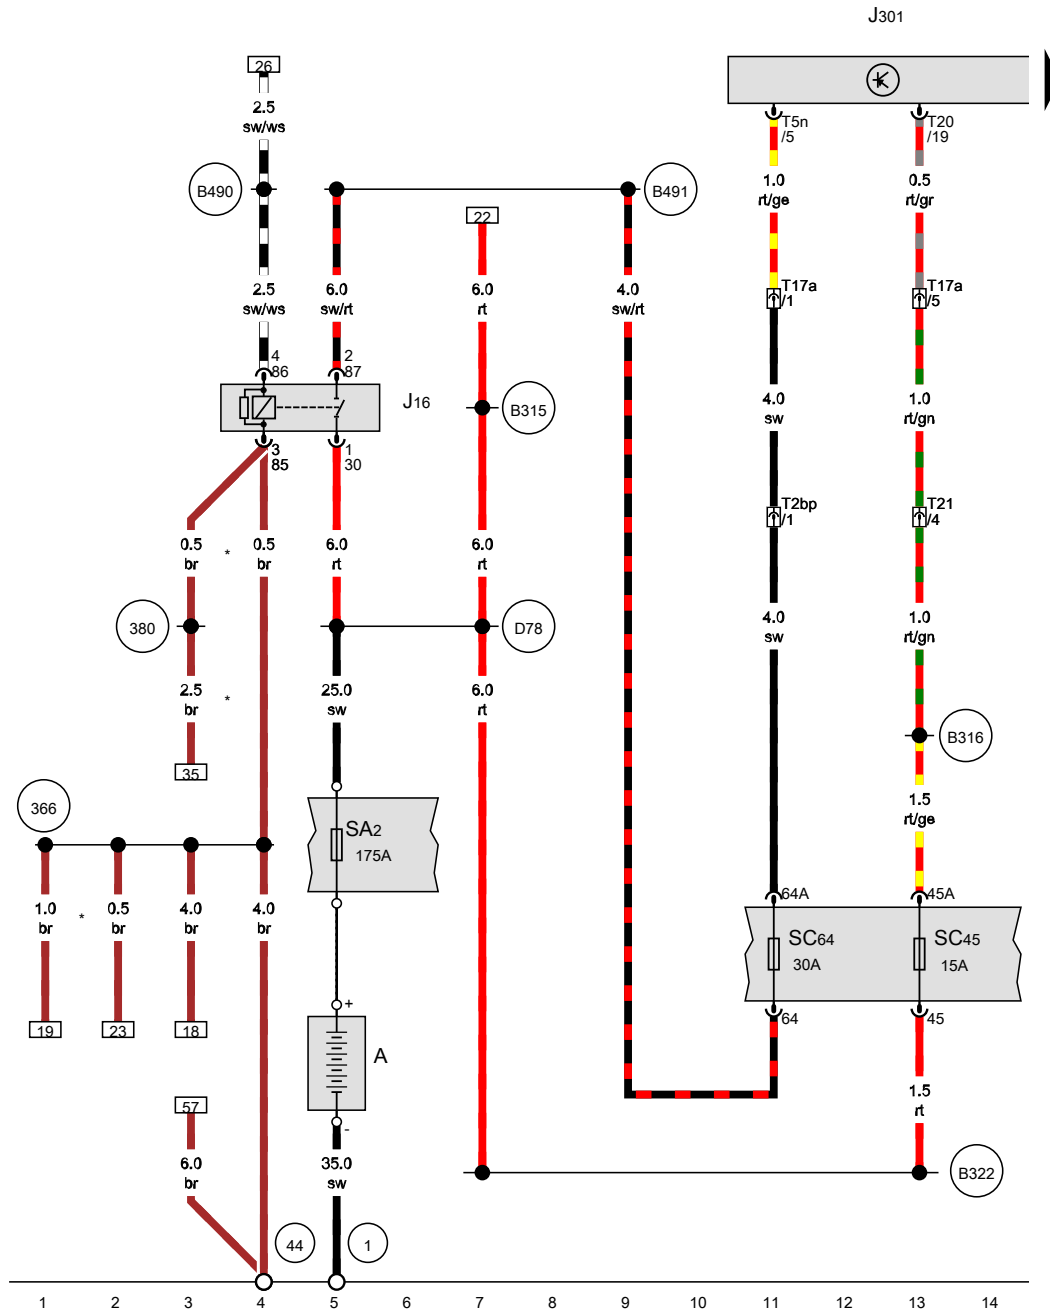 J301
26
2.5
sw/ws
T5n
/5
T20
/19
1.0
rt/ge
0.5
rt/gr
B490
B491
22
2.5
sw/ws
6.0
sw/rt
6.0
rt
4.0
sw/rt
T17a
/1
T17a
/5
4
86
2
87
J16
B315
4.0
sw
1.0
rt/gn
3
85
1
30
T2bp
/1
T21
/4
0.5
br
*
0.5
br
6.0
rt
6.0
rt
380
D78
4.0
sw
1.0
rt/gn
2.5
br
*
25.0
sw
6.0
rt
B316
35
366
SA2
175A
1.5
rt/ge
64A
45A
1.0
br
*
0.5
br
4.0
br
4.0
br
SC64
30A
SC45
15A
+
19
23
18
64
45
A
57
-
1.5
rt
6.0
br
35.0
sw
B322
44
1
1 2 3 4 5 6 7 8 9 10 11 12 13 14